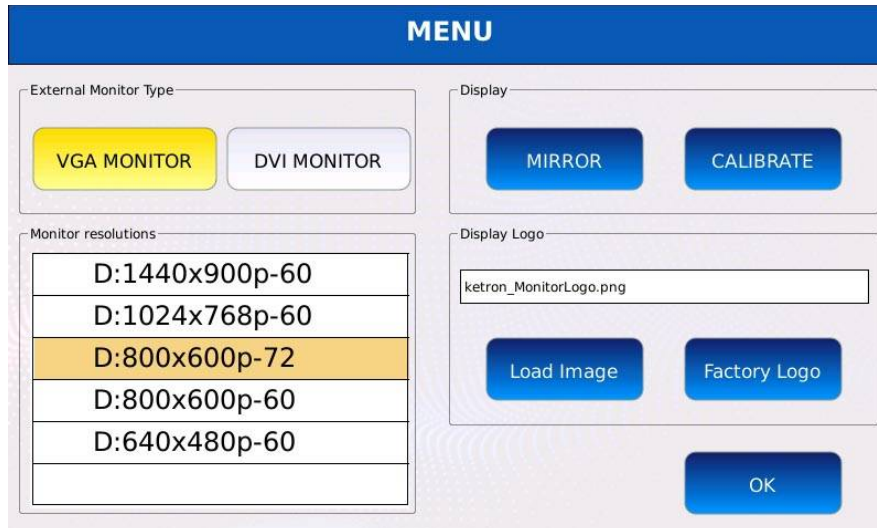 MENU
External Monitor Type
VGA MONITOR
DVI MONITOR
Display
MIRROR
CALIBRATE
Monitor resolutions
D:1440x900p-60
D:1024x768p-60
D:800x600p-72
D:800x600p-60
D:640x480p-60
Display Logo
ketron_MonitorLogo.png
Load Image
Factory Logo
OK